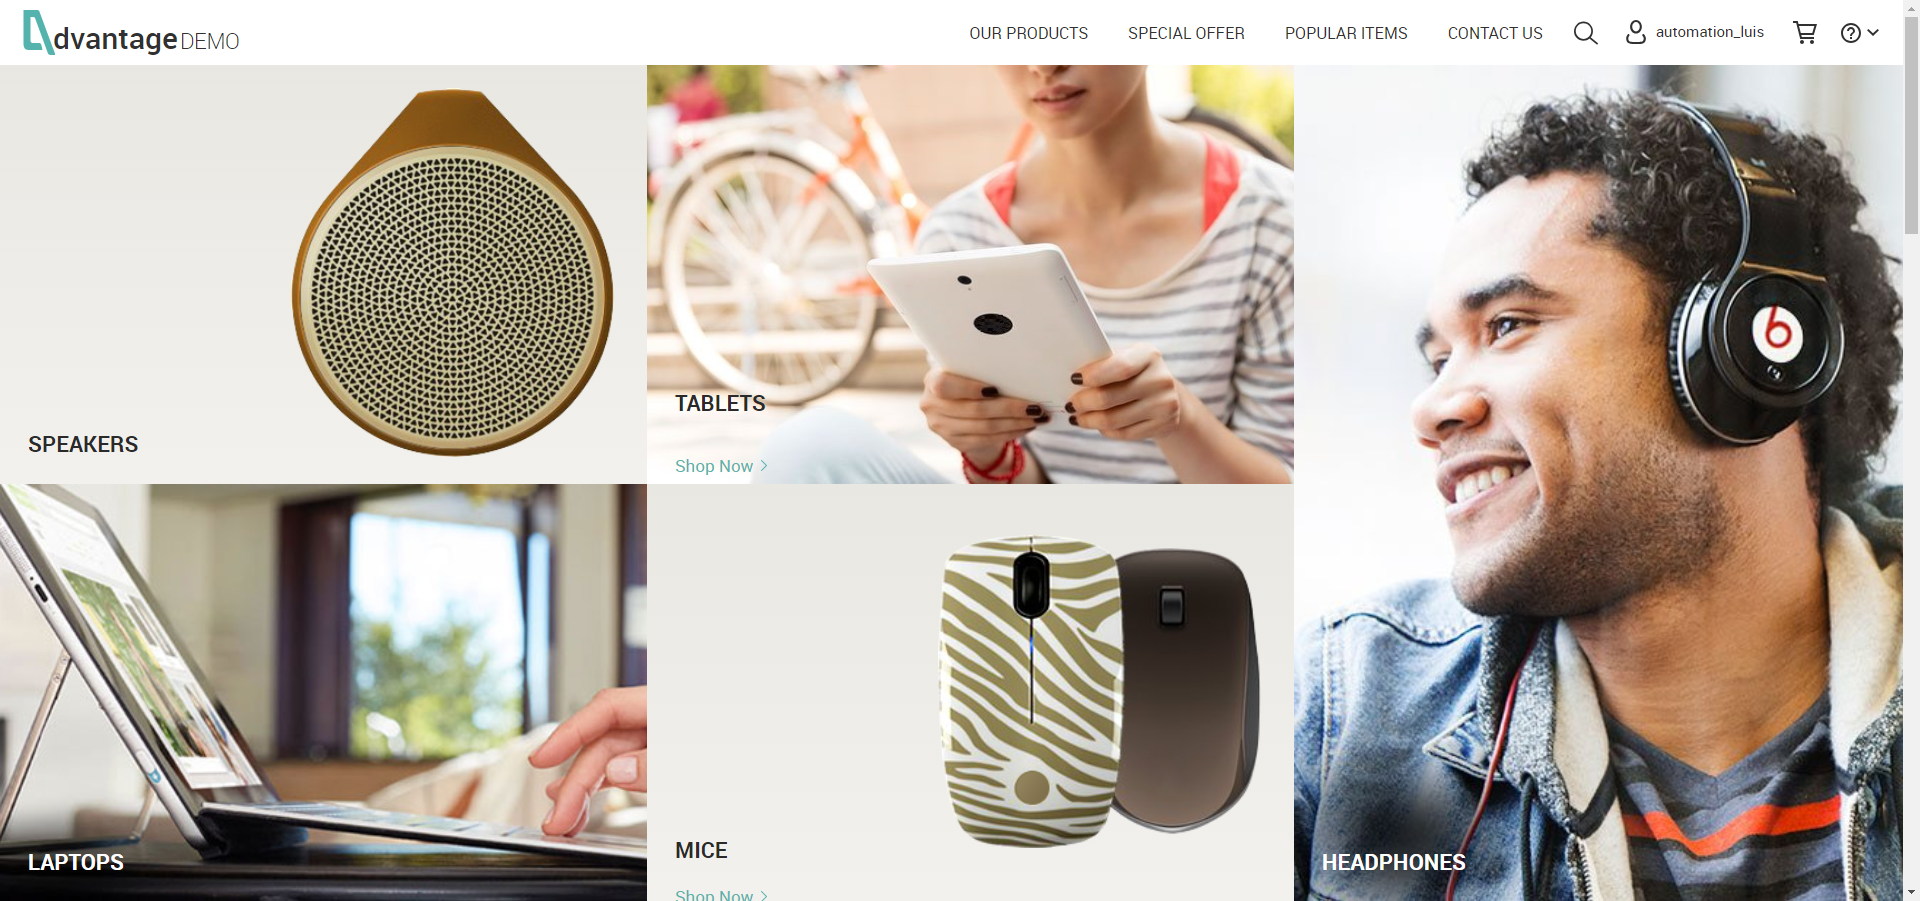 dvantage DEMO
OUR PRODUCTS
SPECIAL OFFER
POPULAR ITEMS
CONTACT US
automation_luis
SPEAKERS
TABLETS
Shop Now
LAPTOPS
MICE
Shop Now
HEADPHONES